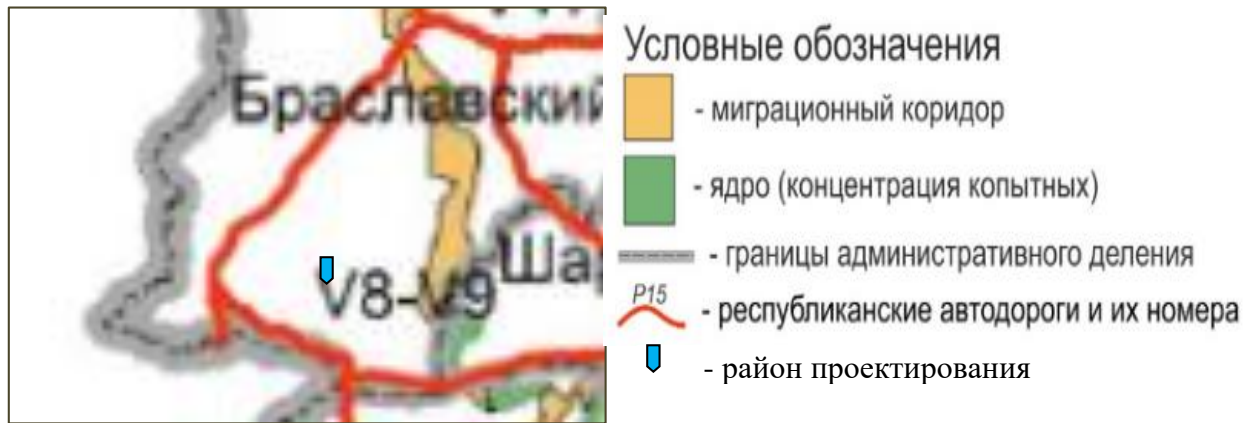 Браславский
Шар
V8-V9
Условные обозначения
- миграционный коридор
- ядро (концентрация копытных)
- границы административного деления
P15
- республиканские автодороги и их номера
- район проектирования